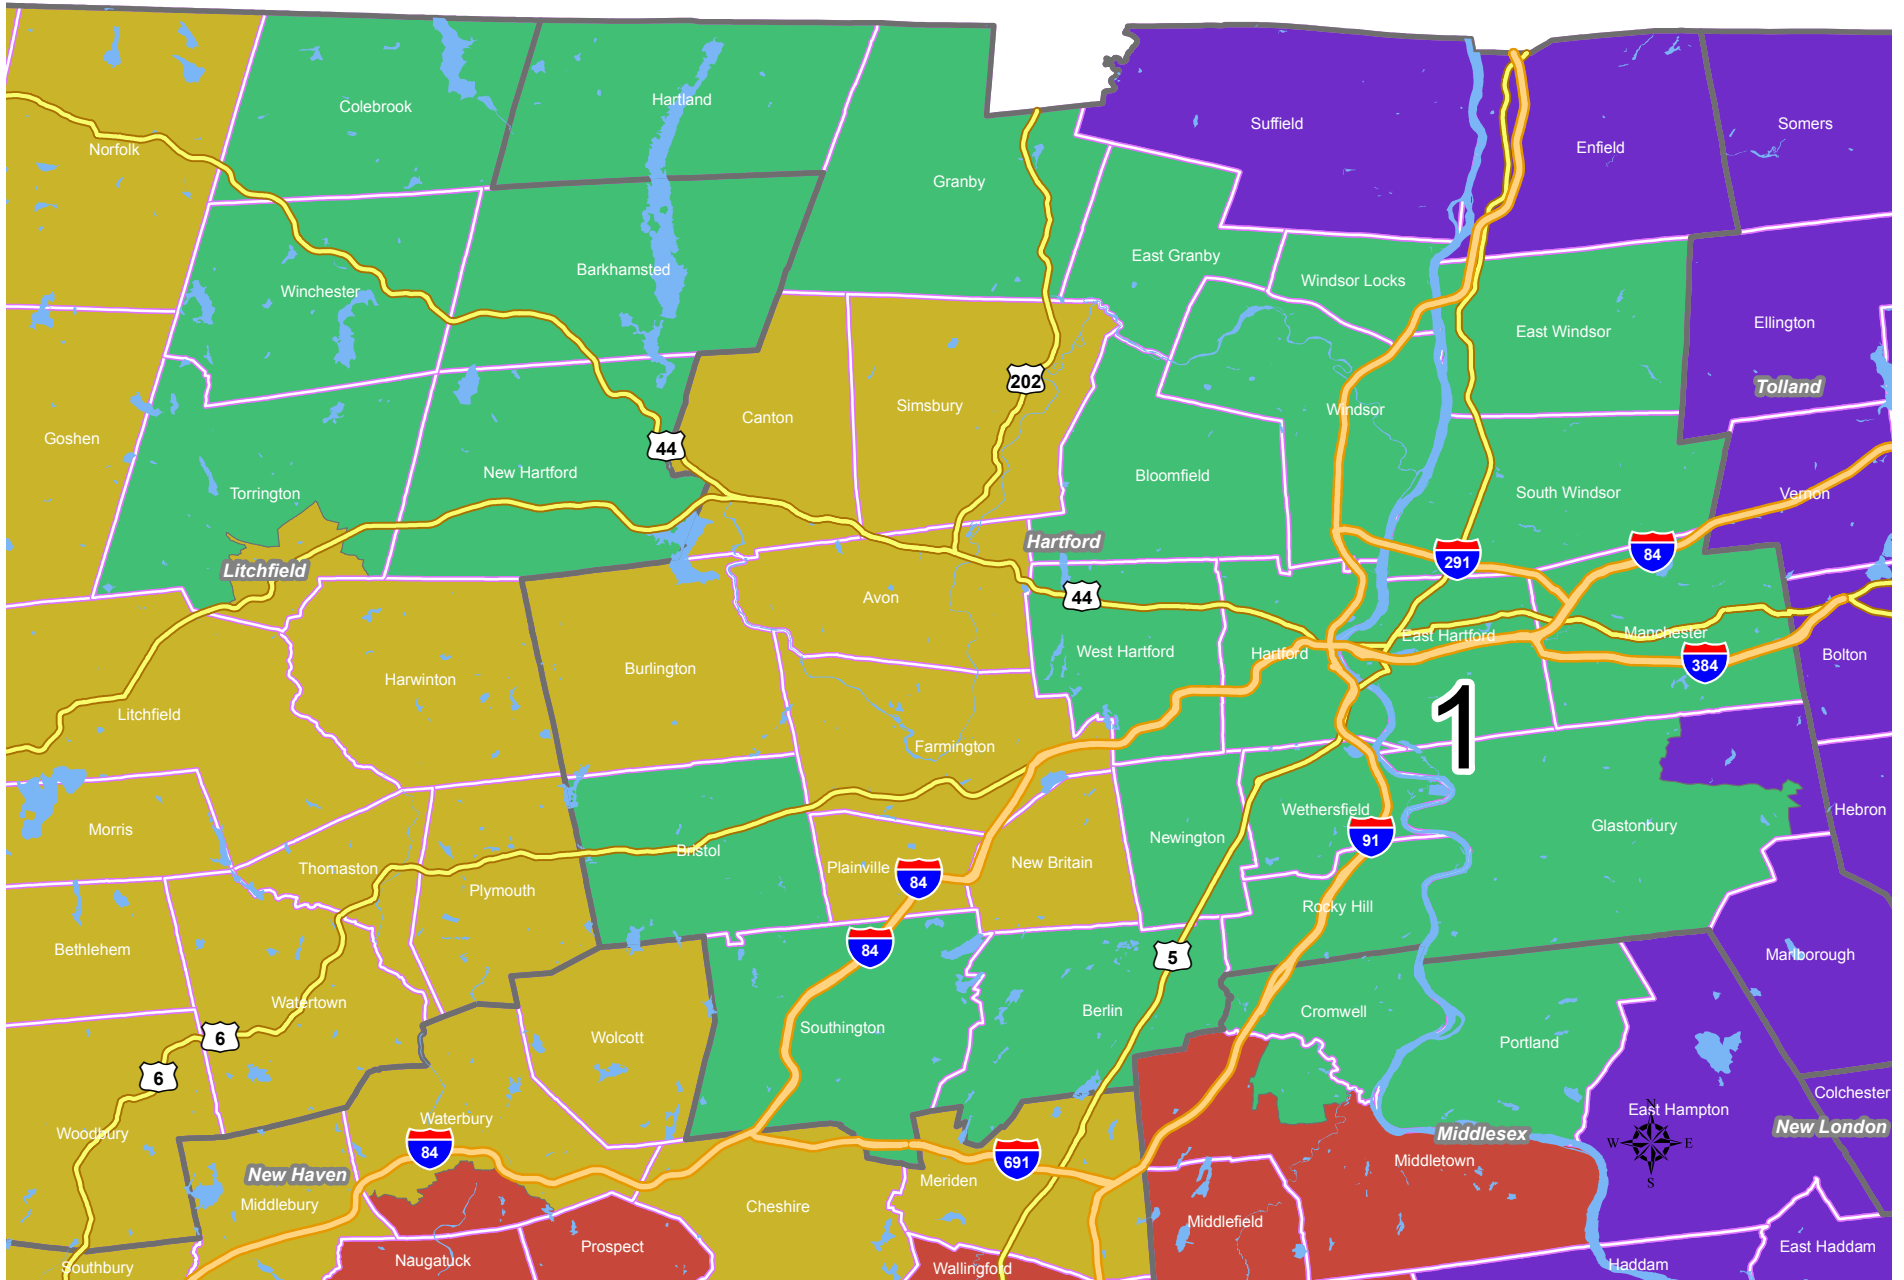 Colebrook
Hartland
Suffield
Somers
Norfolk
Enfield
Granby
East Granby
Barkhamsted
Windsor Locks
Winchester
East Windsor
Ellington
202
Tolland
Simsbury
Windsor
Canton
Goshen
44
New Hartford
Bloomfield
Torrington
South Windsor
Vernon
Hartford
84
291
Litchfield
44
Avon
East Hartford
Manchester
West Hartford
Hartford
Bolton
384
Burlington
Harwinton
Litchfield
1
Farmington
Wethersfield
Hebron
Glastonbury
Morris
Newington
91
Bristol
New Britain
Thomaston
Plainville
84
Plymouth
Rocky Hill
84
Bethlehem
Marlborough
5
Watertown
Berlin
Cromwell
Southington
6
Wolcott
Portland
6
Colchester
N
East Hampton
Waterbury
New London
Woodbury
Middlesex
W
E
84
691
Middletown
New Haven
Meriden
S
Middlebury
Cheshire
Middlefield
Prospect
East Haddam
Naugatuck
Haddam
Southbury
Wallingford